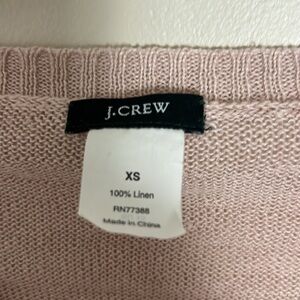 J.CREW
XS
100% Linen
RN77388
Made in China